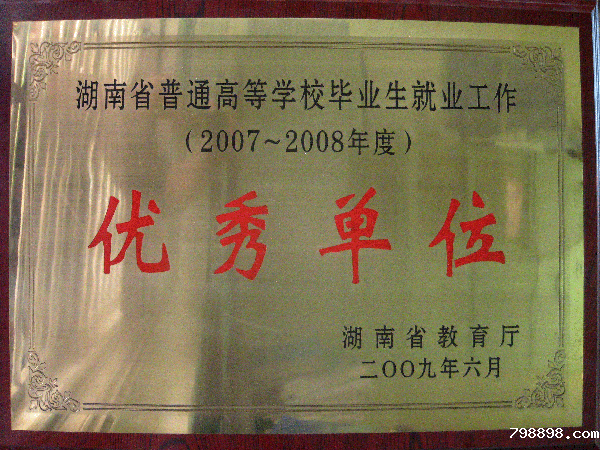 湖南省普通高等学校毕业生就业工作
（2007～2008年度）
优秀单位
湖南省教育厅
二〇〇九年六月
798898.com